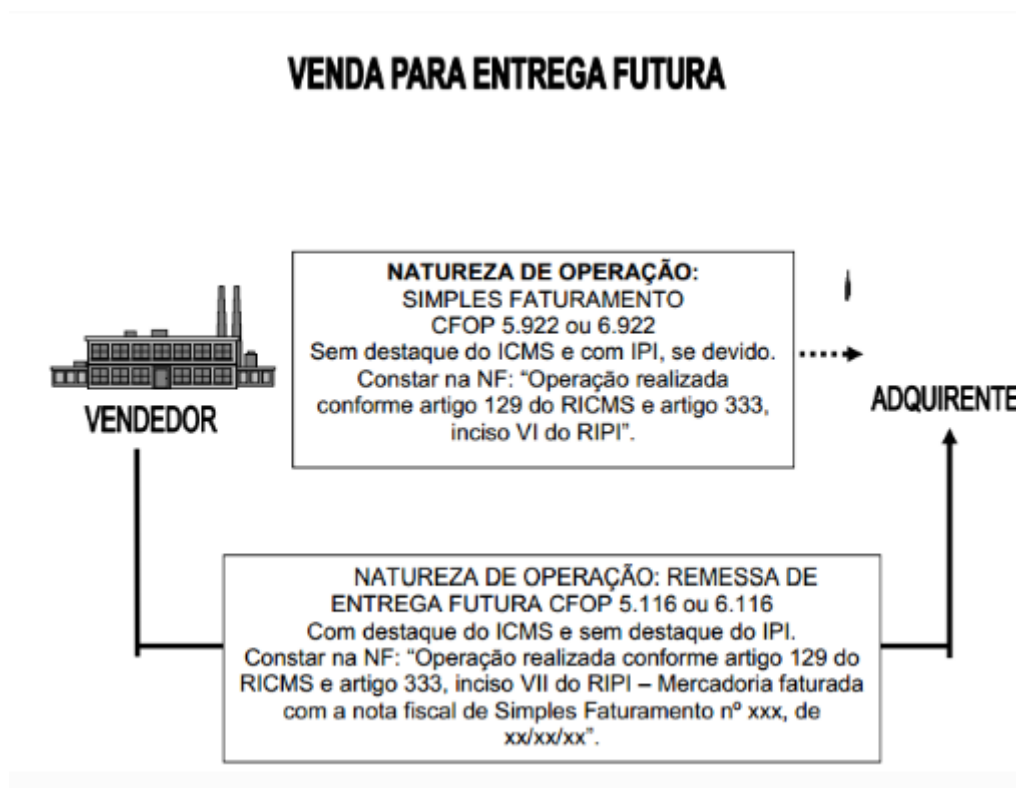 VENDA PARA ENTREGA FUTURA
NATUREZA DE OPERAÇÃO:
SIMPLES FATURAMENTO
CFOP 5.922 ou 6.922
Sem destaque do ICMS e com IPI, se devido.
Constar na NF: “Operação realizada
conforme artigo 129 do RICMS e artigo 333,
inciso VI do RIPI”.
VENDEDOR
ADQUIRENTE
NATUREZA DE OPERAÇÃO: REMESSA DE
ENTREGA FUTURA CFOP 5.116 ou 6.116
Com destaque do ICMS e sem destaque do IPI.
Constar na NF: “Operação realizada conforme artigo 129 do
RICMS e artigo 333, inciso VII do RIPI – Mercadoria faturada
com a nota fiscal de Simples Faturamento nº xxx, de
xx/xx/xx”.